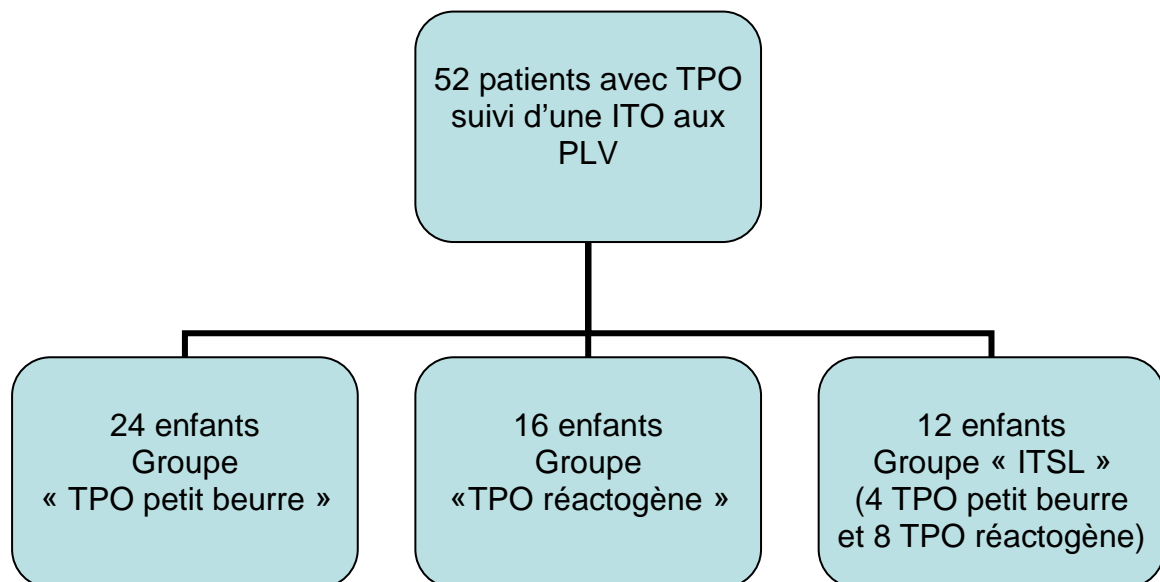 52 patients avec TPO
suivi d’une ITO aux
PLV
24 enfants
Groupe
« TPO petit beurre »
16 enfants
Groupe
«TPO réactogène »
12 enfants
Groupe « ITSL »
(4 TPO petit beurre
et 8 TPO réactogène)